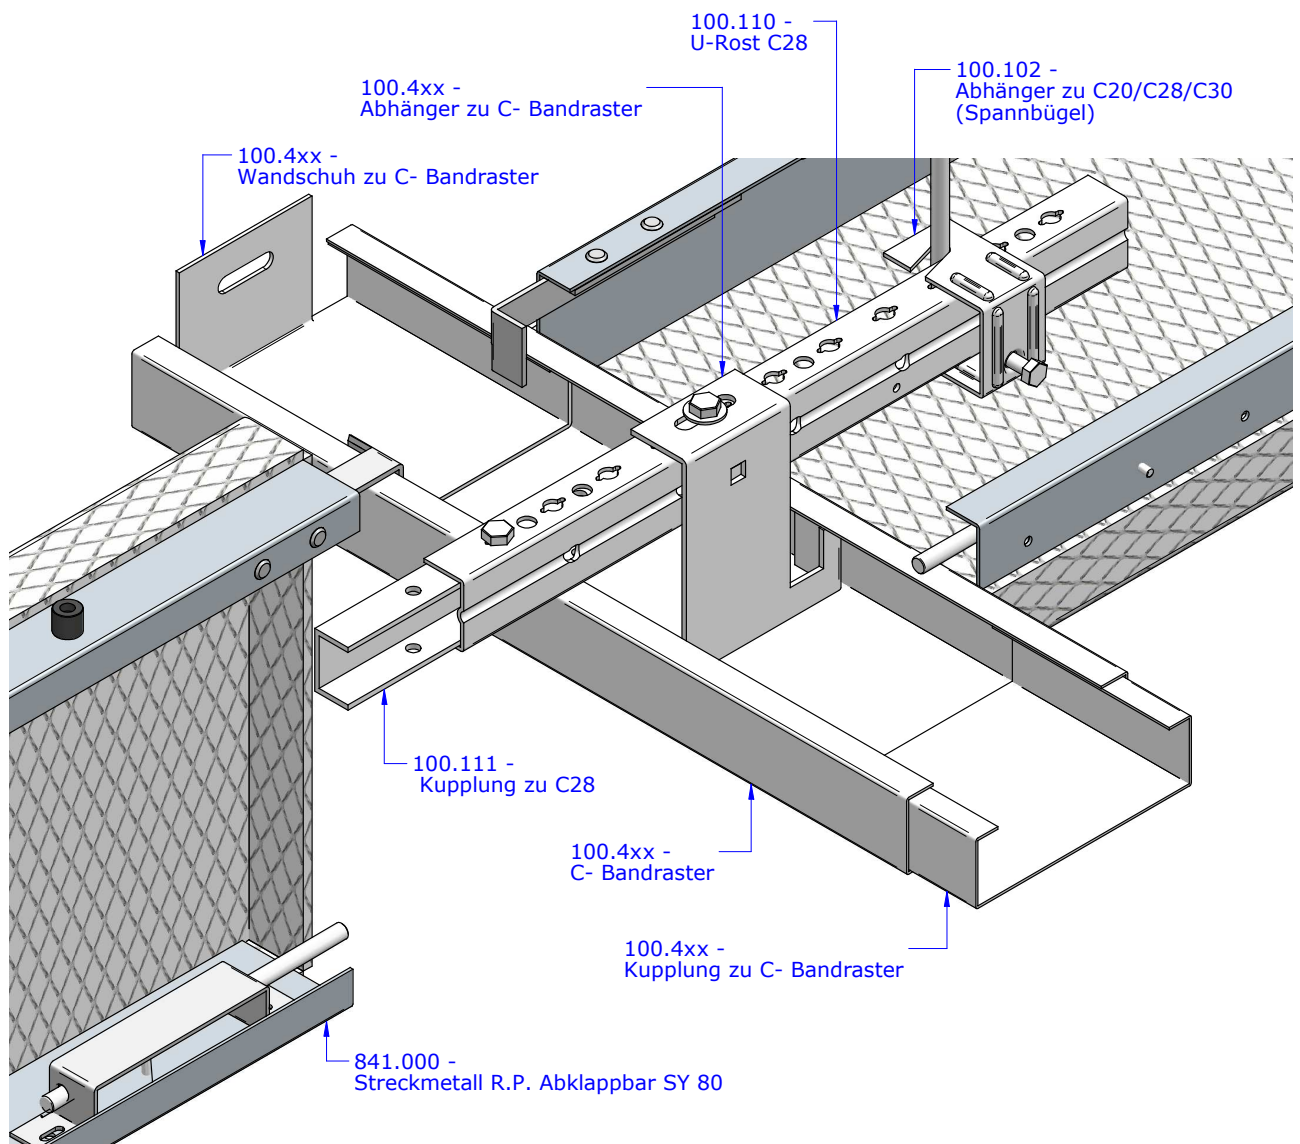 100.110 -
U-Rost C28
100.102 -
Abhänger zu C20/C28/C30
(Spannbügel)
100.4xx -
Abhänger zu C- Bandraster
100.4xx -
Wandschuh zu C- Bandraster
100.111 -
Kupplung zu C28
100.4xx -
C- Bandraster
100.4xx -
Kupplung zu C- Bandraster
841.000 -
Streckmetall R.P. Abklappbar SY 80